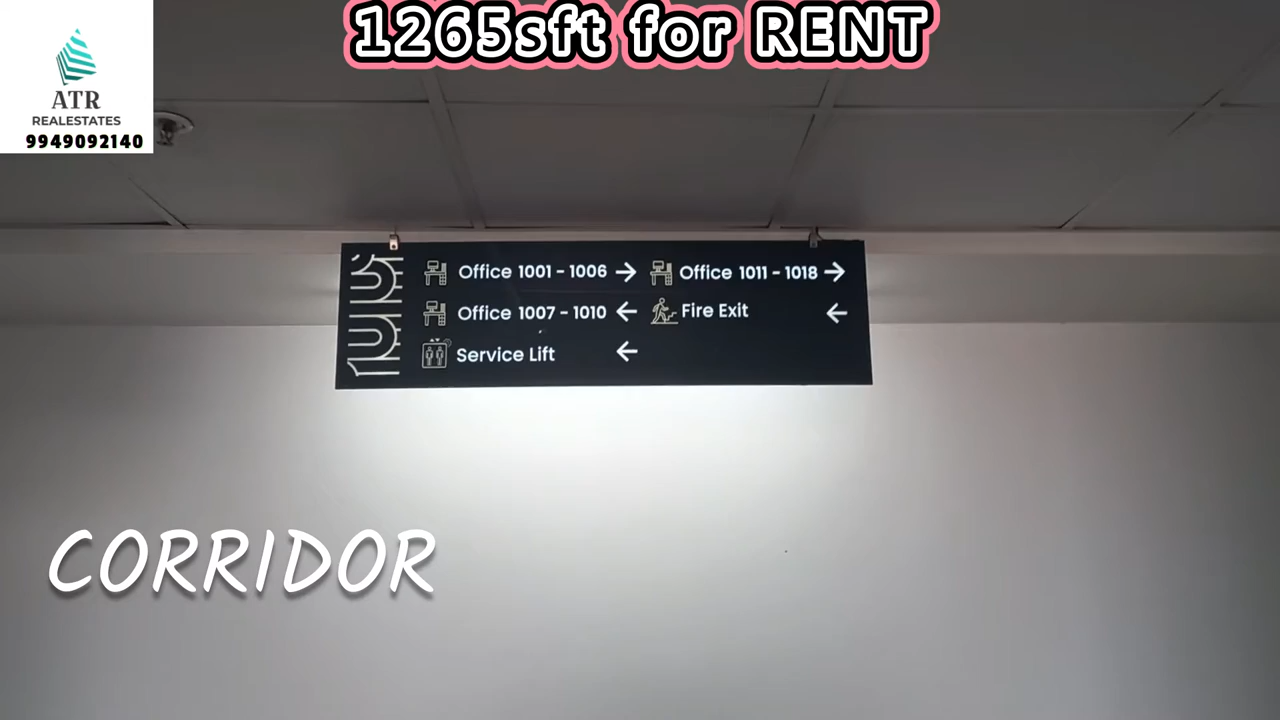 1265sft for RENT
ATR
REALESTATES
9949092140
Office 1001 - 1006 →
Office 1007 - 1010 ←
Service Lift ←
Office 1011 - 1018 →
Fire Exit ←
CORRIDOR